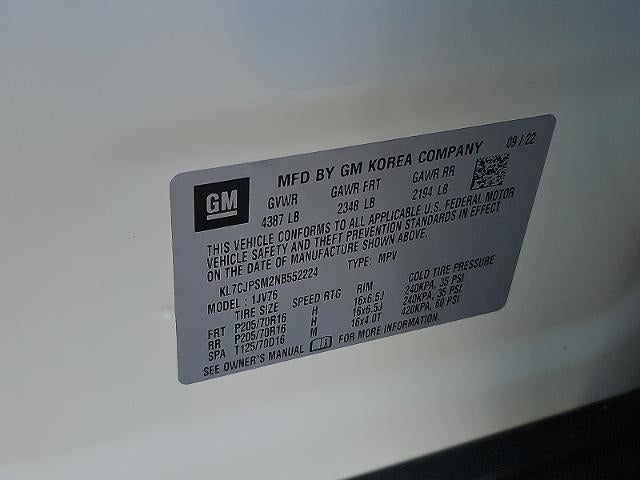 GM
MFD BY GM KOREA COMPANY 09/22
GVWR GAWR FRT GAWR RR
4387 LB 2348 LB 2194 LB
THIS VEHICLE CONFORMS TO ALL APPLICABLE U.S. FEDERAL MOTOR
VEHICLE SAFETY AND THEFT PREVENTION STANDARDS IN EFFECT
ON THE DATE OF MANUFACTURE SHOWN ABOVE.
KL7CJPSM2NB552224 TYPE: MPV
MODEL: 1JV76
TIRE SIZE SPEED RTG COLD TIRE PRESSURE
FRT P205/70R16 H 16x6.5J 240KPA, 35 PSI
RR P205/70R16 H 16x6.5J 240KPA, 35 PSI
SPA T125/70D16 M 16x4.0T 420KPA, 60 PSI
SEE OWNER'S MANUAL FOR MORE INFORMATION.